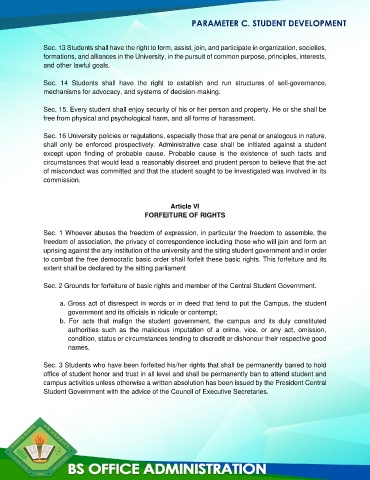 PARAMETER C. STUDENT DEVELOPMENT
Sec. 13 Students shall have the right to form, assist, join, and participate in organization, societies,
formations, and alliances in the University, in the pursuit of common purpose, principles, interests,
and other lawful goals.
Sec. 14 Students shall have the right to establish and run structures of self-governance,
mechanisms for advocacy, and systems of decision-making.
Sec. 15. Every student shall enjoy security of his or her person and property. He or she shall be
free from physical and psychological harm, and all forms of harassment.
Sec. 16 University policies or regulations, especially those that are penal or analogous in nature,
shall only be enforced prospectively. Administrative case shall be initiated against a student
except upon finding of probable cause. Probable cause is the existence of such facts and
circumstances that would lead a reasonably discreet and prudent person to believe that the act
of misconduct was committed and that the student sought to be investigated was involved in its
commission.
Article VI
FORFEITURE OF RIGHTS
Sec. 1 Whoever abuses the freedom of expression, in particular the freedom to assemble, the
freedom of association, the privacy of correspondence including those who will join and form an
uprising against the any institution of the university and the siting student government and in order
to combat the free democratic basic order shall forfeit these basic rights. This forfeiture and its
extent shall be declared by the sitting parliament
Sec. 2 Grounds for forfeiture of basic rights and member of the Central Student Government.
a. Gross act of disrespect in words or in deed that tend to put the Campus, the student
government and its officials in ridicule or contempt;
b. For acts that malign the student government, the campus and its duly constituted
authorities such as the malicious imputation of a crime, vice, or any act, omission,
condition, status or circumstances tending to discredit or dishonour their respective good
names.
Sec. 3 Students who have been forfeited his/her rights that shall be permanently barred to hold
office of student honor and trust in all level and shall be permanently ban to attend student and
campus activities unless otherwise a written absolution has been issued by the President Central
Student Government with the advice of the Council of Executive Secretaries.
BS OFFICE ADMINISTRATION